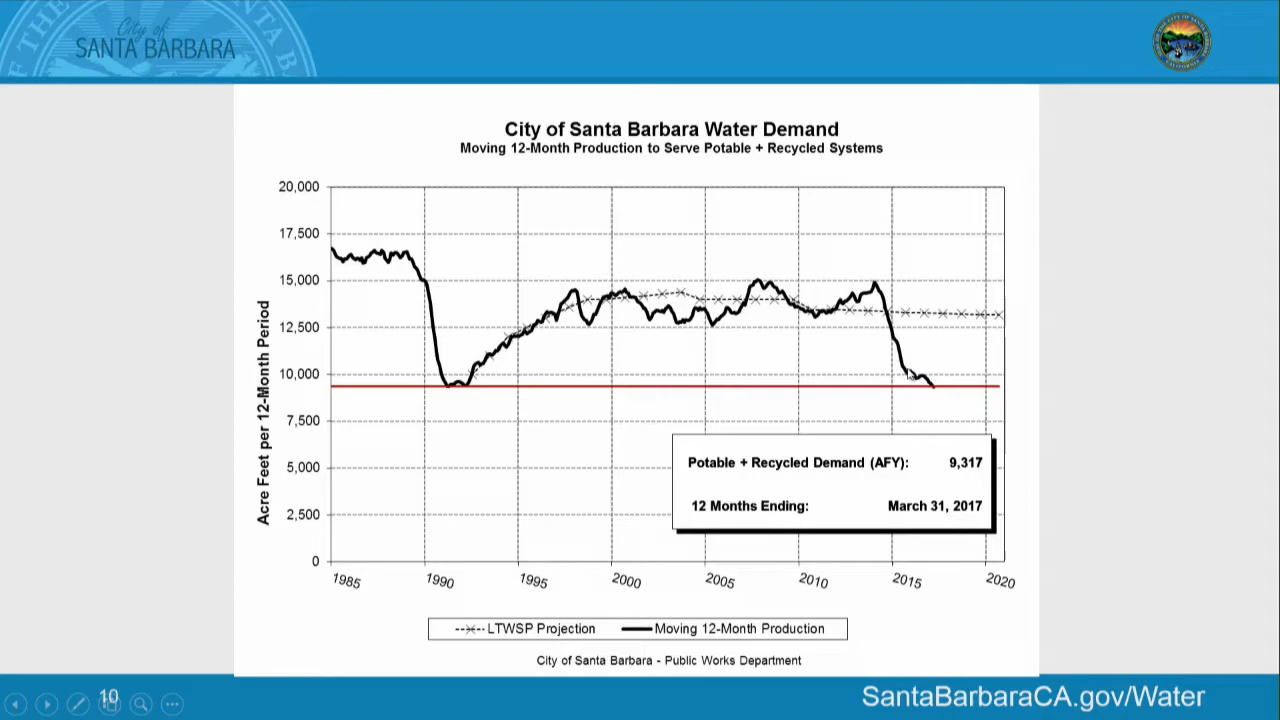 City of
SANTA BARBARA
City of Santa Barbara Water Demand
Moving 12-Month Production to Serve Potable + Recycled Systems
Acre Feet per 12-Month Period
20,000
17,500
15,000
12,500
10,000
7,500
5,000
2,500
0
Potable + Recycled Demand (AFY): 9,317
12 Months Ending: March 31, 2017
1985 1990 1995 2000 2005 2010 2015 2020
LTWSP Projection Moving 12-Month Production
City of Santa Barbara - Public Works Department
10
SantaBarbaraCA.gov/Water